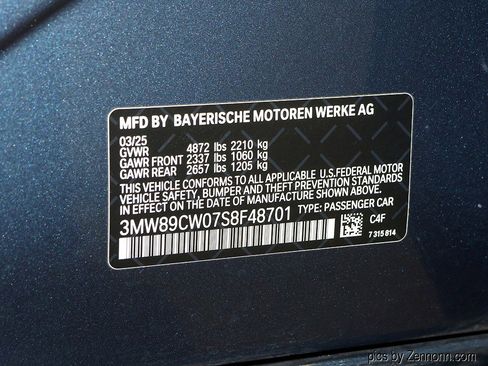 MFD BY BAYERISCHE MOTOREN WERKE AG
03/25
GVWR 4872 lbs 2210 kg
GAWR FRONT 2337 lbs 1060 kg
GAWR REAR 2657 lbs 1205 kg
THIS VEHICLE CONFORMS TO ALL APPLICABLE U.S.FEDERAL MOTOR
VEHICLE SAFETY, BUMPER, AND THEFT PREVENTION STANDARDS
IN EFFECT ON THE DATE OF MANUFACTURE SHOWN ABOVE.
3MW89CW07S8F48701 TYPE: PASSENGER CAR
C4F
7 315 814
pics by Zennonn.com